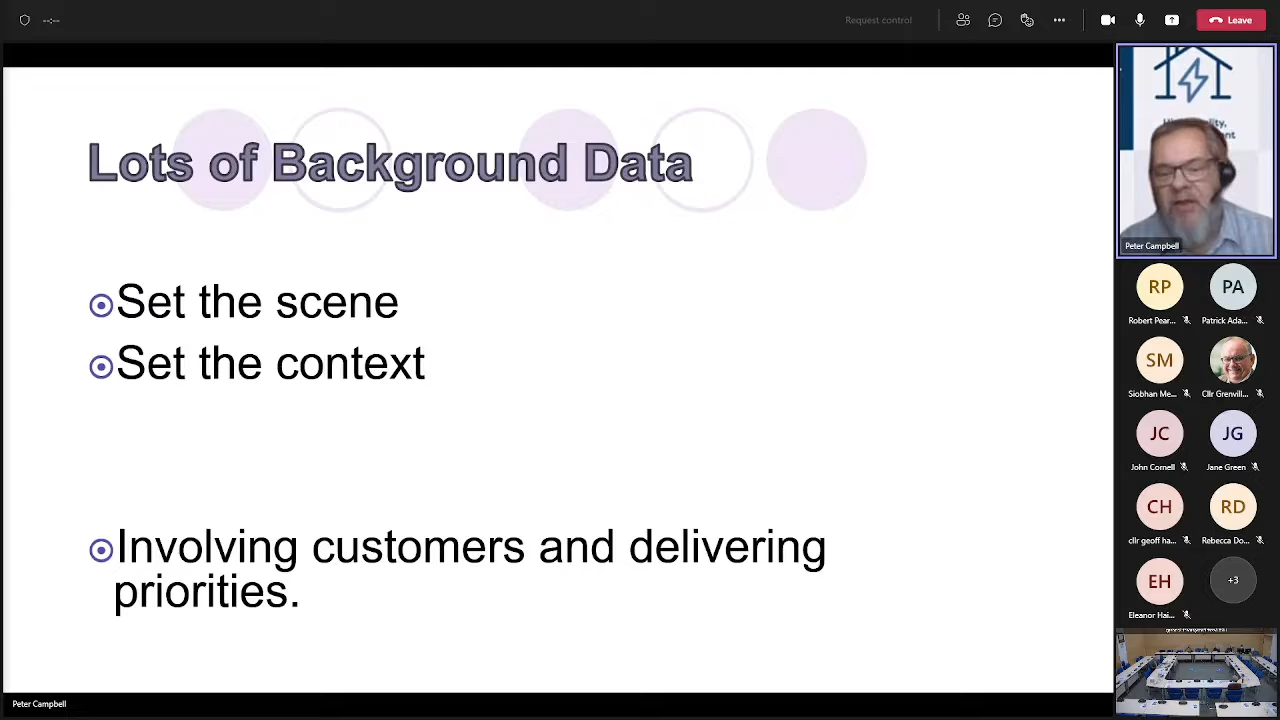 --:--
Request control
Leave
Lots of Background Data
Set the scene
Set the context
Involving customers and delivering
priorities.
Peter Campbell
RP
PA
Robert Pear...
Patrick Ada...
SM
Siobhan Me...
Cllr Grenvill...
JC
JG
John Cornell
Jane Green
CH
RD
cllr geoff ha...
Rebecca Do...
EH
+3
Eleanor Hai...
Peter Campbell